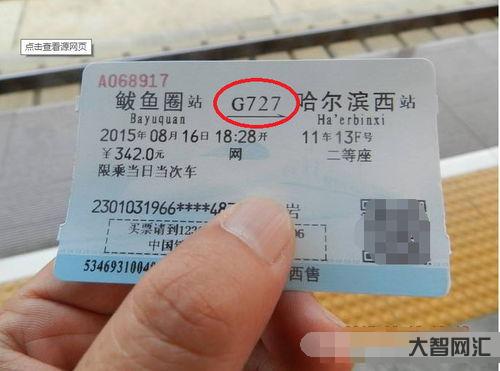 点击查看源网页
A068917
鲅鱼圈站 G727 哈尔滨西站
Bayuquan Ha'erbinxi
2015年08月16日 18:28开 11车13F号
￥342.0元 网 二等座
限乘当日当次车
2301031966****48 岩
买票请到123 06
中国
5346931004 西售
大智网汇